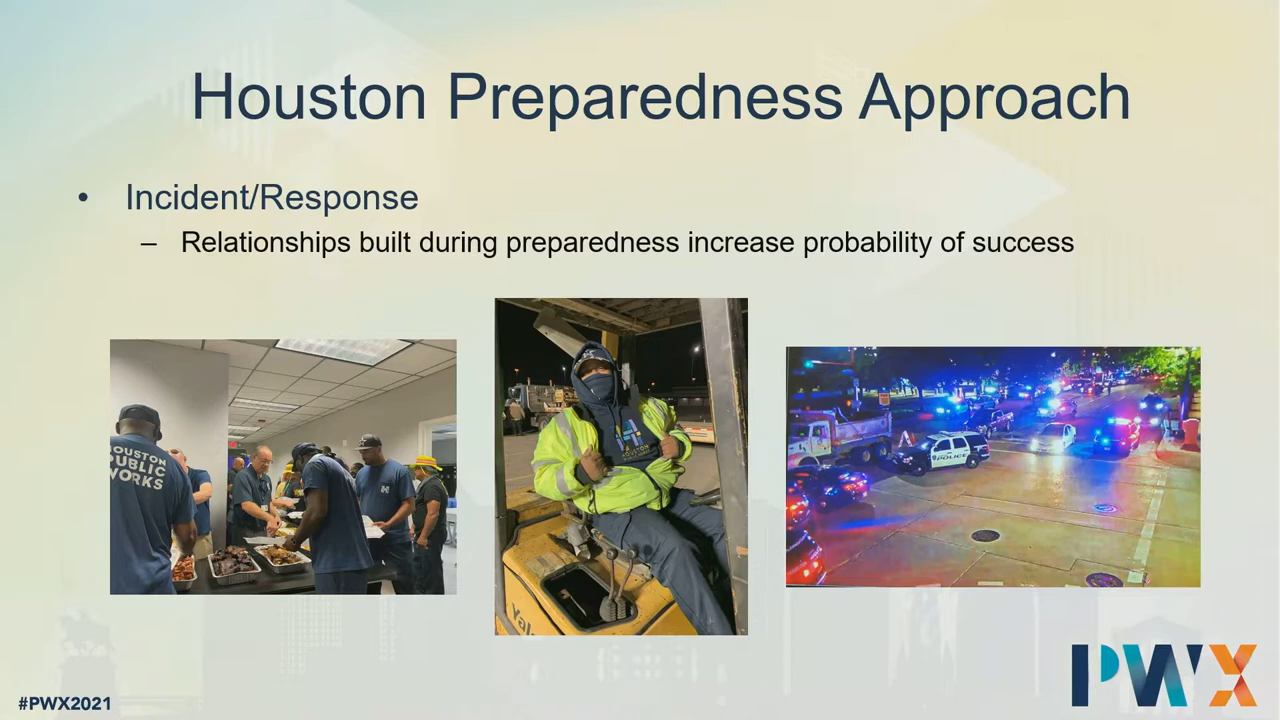 Houston Preparedness Approach
• Incident/Response
– Relationships built during preparedness increase probability of success
HOUSTON
PUBLIC
WORKS
H
POLICE
Yal
#PWX2021
PWX